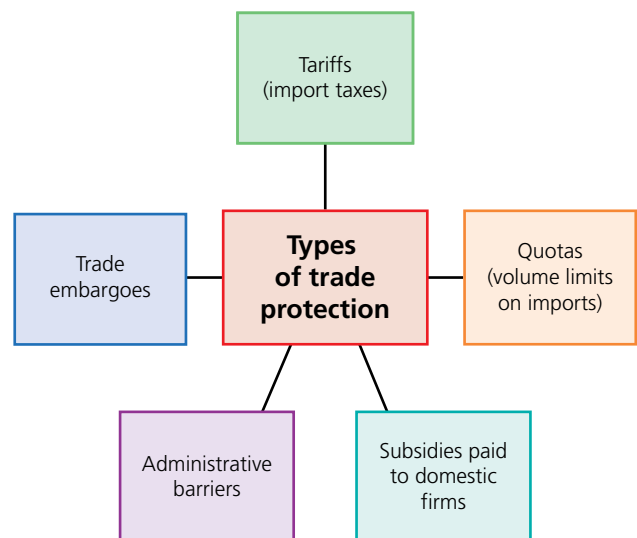 Tariffs
(import taxes)
Trade
embargoes
Types
of trade
protection
Quotas
(volume limits
on imports)
Administrative
barriers
Subsidies paid
to domestic
firms